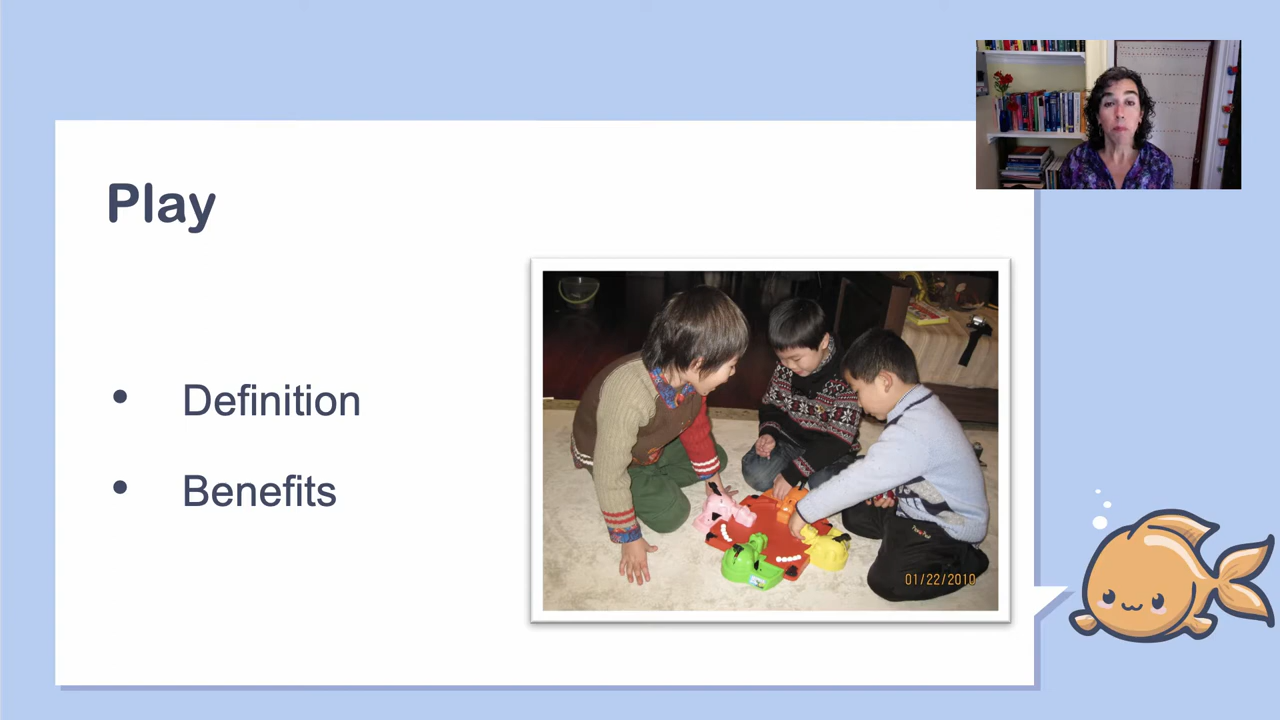 Play
• Definition
• Benefits
01/22/2010